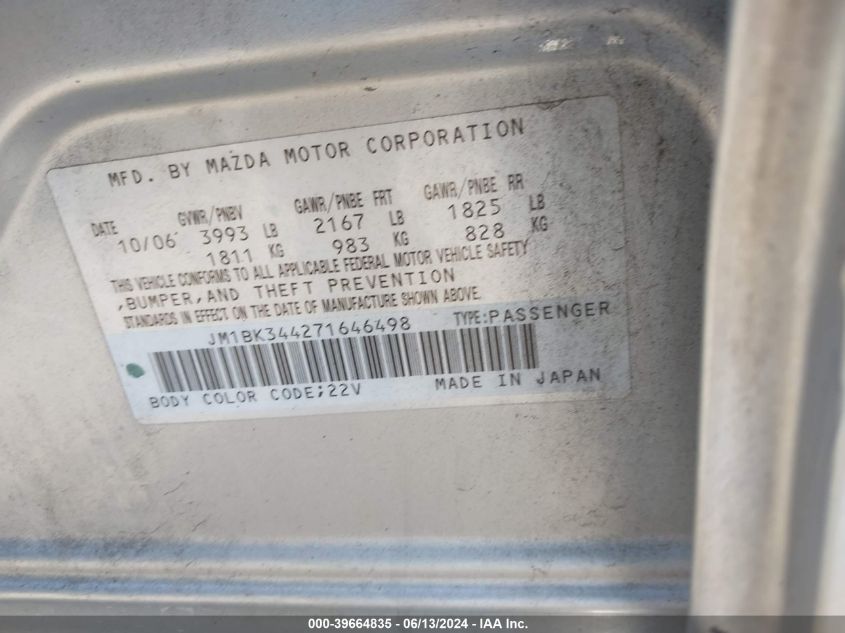 MFD. BY MAZDA MOTOR CORPORATION
DATE GVWR/PNBV GAWR/PNBE FRT GAWR/PNBE RR
10/06 3993 LB 2167 LB 1825 LB
1811 KG 983 KG 828 KG
THIS VEHICLE CONFORMS TO ALL APPLICABLE FEDERAL MOTOR VEHICLE SAFETY
,BUMPER,AND THEFT PREVENTION
STANDARDS IN EFFECT ON THE DATE OF MANUFACTURE SHOWN ABOVE.
JM1BK344271646498 TYPE:PASSENGER
BODY COLOR CODE;22V MADE IN JAPAN
000-39664835 - 06/13/2024 - IAA Inc.